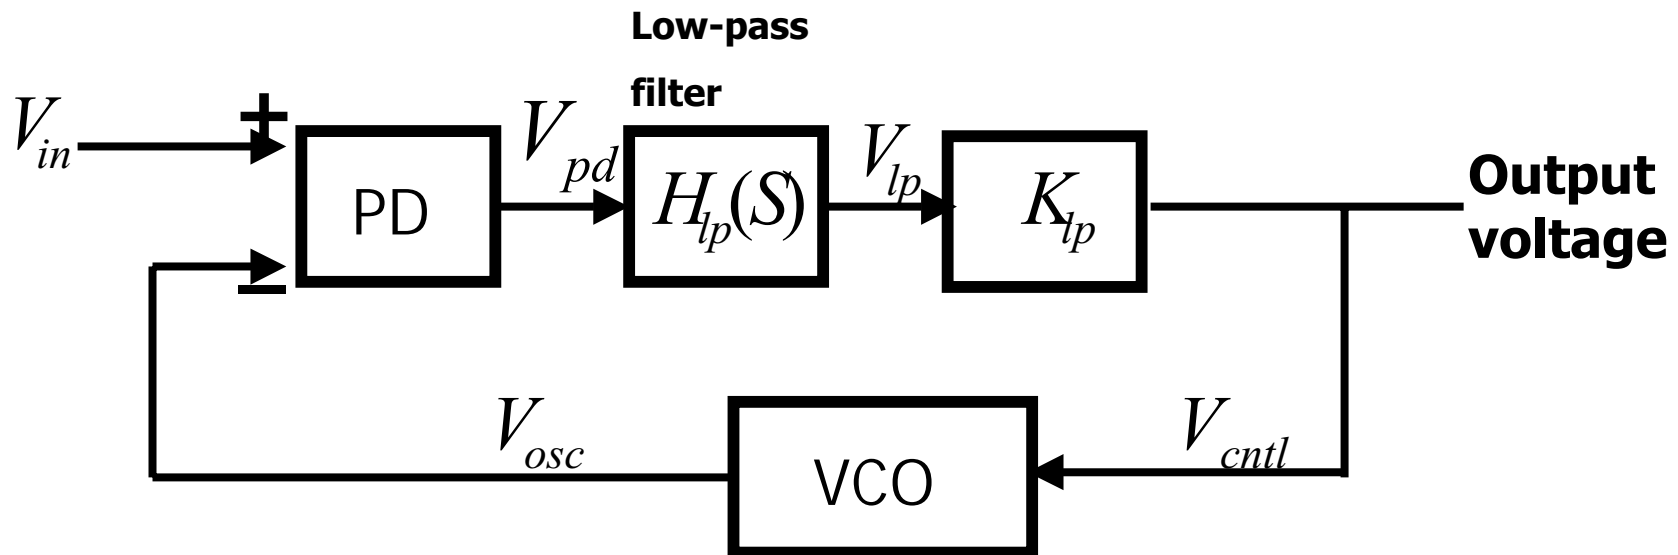 Low-pass
filter
V_in
+
PD
V_pd
H_lp(S)
V_lp
K_lp
Output
voltage
−
V_osc
VCO
V_cntl